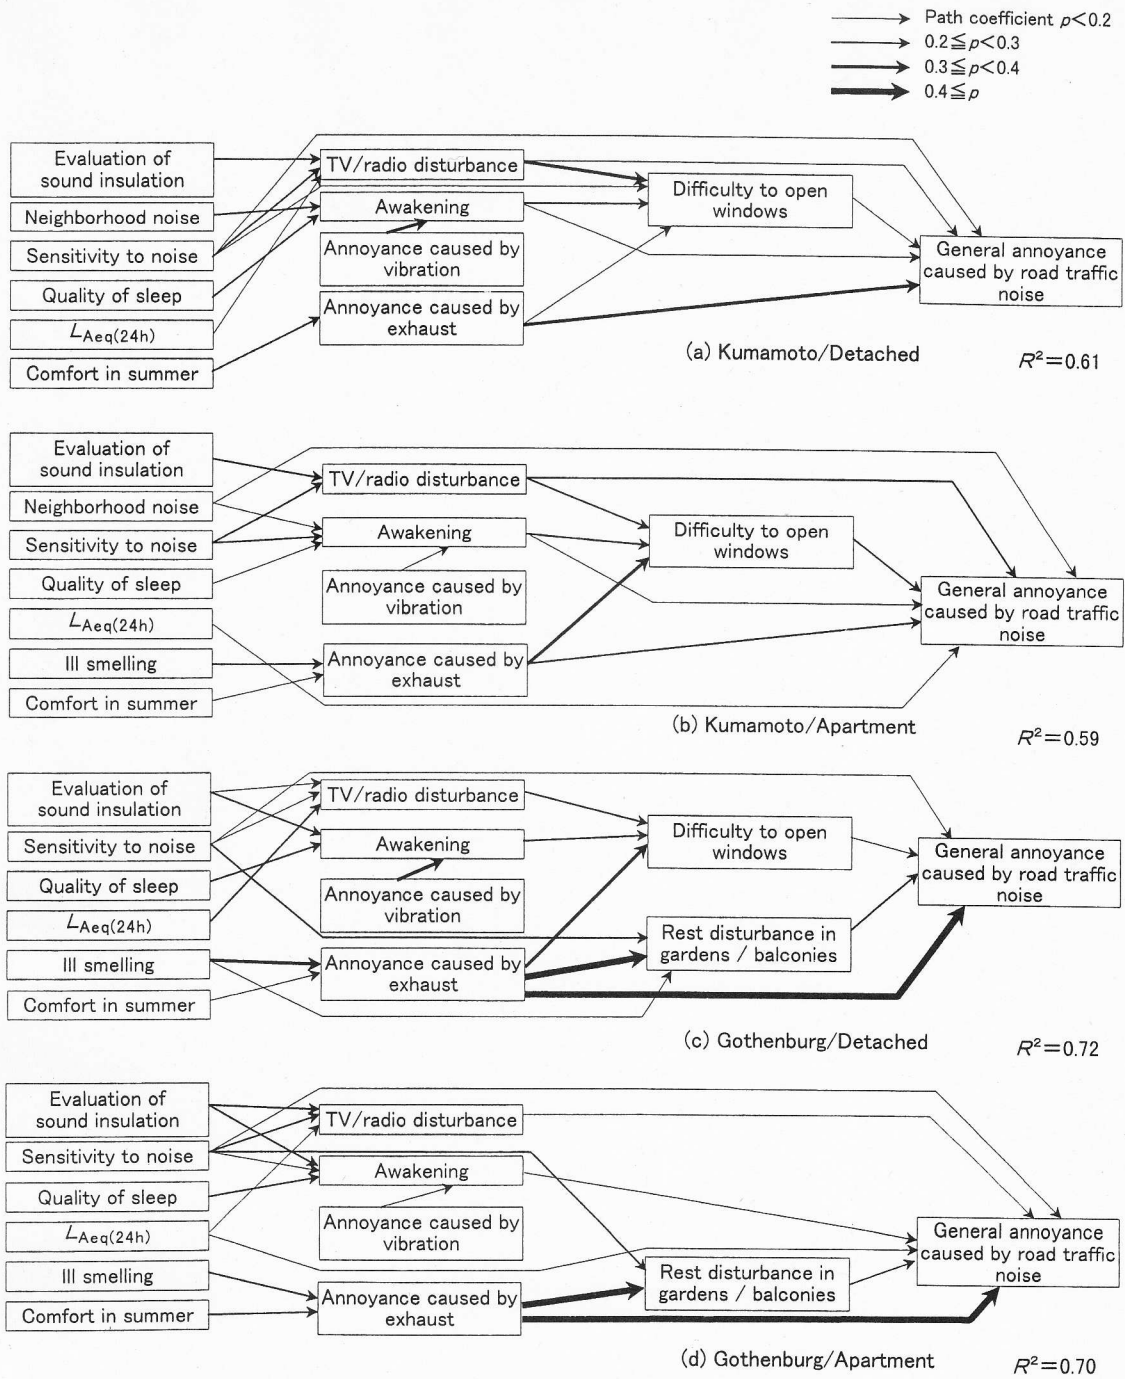 Path coefficient p<0.2
0.2≦p<0.3
0.3≦p<0.4
0.4≦p
Evaluation of
sound insulation
Neighborhood noise
Sensitivity to noise
Quality of sleep
LAeq(24h)
Comfort in summer
TV/radio disturbance
Awakening
Annoyance caused by
vibration
Annoyance caused by
exhaust
Difficulty to open
windows
General annoyance
caused by road traffic
noise
(a) Kumamoto/Detached
R²=0.61
Evaluation of
sound insulation
Neighborhood noise
Sensitivity to noise
Quality of sleep
LAeq(24h)
Ill smelling
Comfort in summer
TV/radio disturbance
Awakening
Annoyance caused by
vibration
Annoyance caused by
exhaust
Difficulty to open
windows
General annoyance
caused by road traffic
noise
(b) Kumamoto/Apartment
R²=0.59
Evaluation of
sound insulation
Sensitivity to noise
Quality of sleep
LAeq(24h)
Ill smelling
Comfort in summer
TV/radio disturbance
Awakening
Annoyance caused by
vibration
Annoyance caused by
exhaust
Difficulty to open
windows
Rest disturbance in
gardens / balconies
General annoyance
caused by road traffic
noise
(c) Gothenburg/Detached
R²=0.72
Evaluation of
sound insulation
Sensitivity to noise
Quality of sleep
LAeq(24h)
Ill smelling
Comfort in summer
TV/radio disturbance
Awakening
Annoyance caused by
vibration
Annoyance caused by
exhaust
Rest disturbance in
gardens / balconies
General annoyance
caused by road traffic
noise
(d) Gothenburg/Apartment
R²=0.70